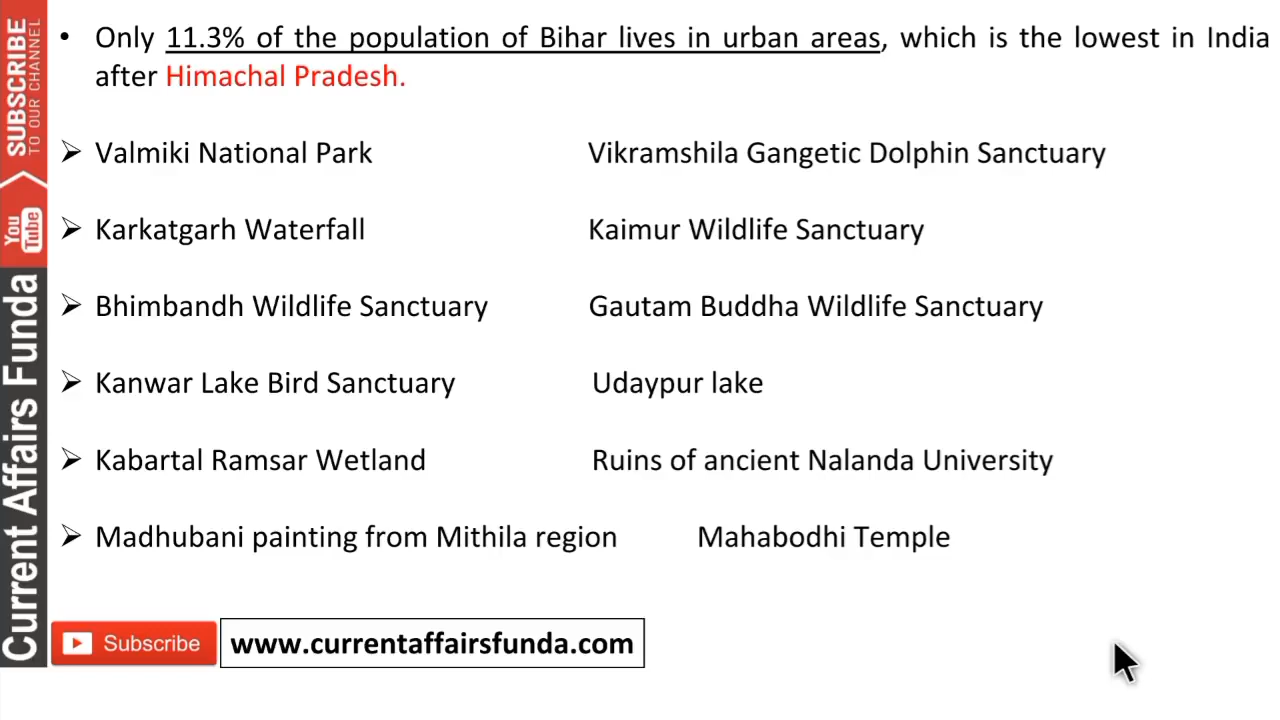 • Only 11.3% of the population of Bihar lives in urban areas, which is the lowest in India
after Himachal Pradesh.
➢ Valmiki National Park Vikramshila Gangetic Dolphin Sanctuary
➢ Karkatgarh Waterfall Kaimur Wildlife Sanctuary
➢ Bhimbandh Wildlife Sanctuary Gautam Buddha Wildlife Sanctuary
➢ Kanwar Lake Bird Sanctuary Udaypur lake
➢ Kabartal Ramsar Wetland Ruins of ancient Nalanda University
➢ Madhubani painting from Mithila region Mahabodhi Temple
Subscribe www.currentaffairsfunda.com
SUBSCRIBE
TO OUR CHANNEL
You
Tube
Current Affairs Funda